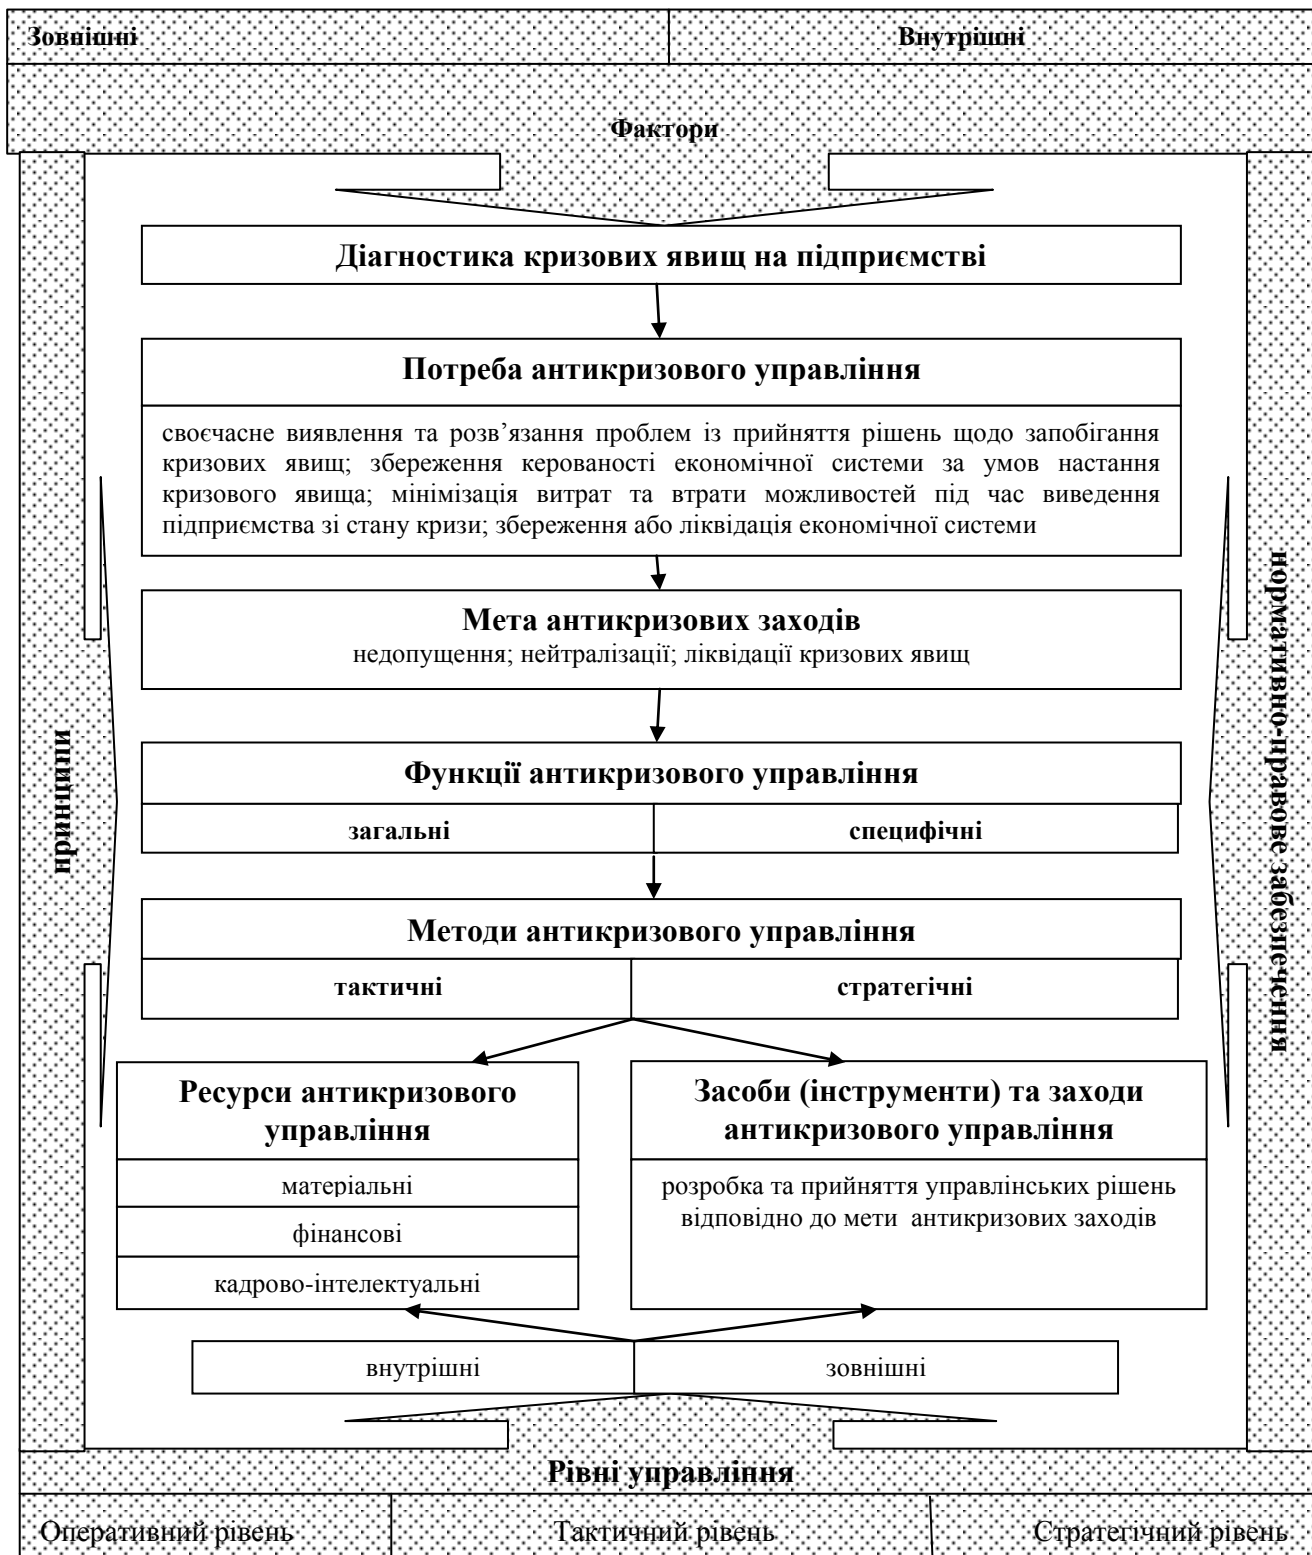 Зовнішні
Внутрішні
Фактори
Діагностика кризових явищ на підприємстві
Потреба антикризового управління
своєчасне виявлення та розв’язання проблем із прийняття рішень щодо запобігання
кризових явищ; збереження керованості економічної системи за умов настання
кризового явища; мінімізація витрат та втрати можливостей під час виведення
підприємства зі стану кризи; збереження або ліквідація економічної системи
Мета антикризових заходів
недопущення; нейтралізації; ліквідації кризових явищ
Функції антикризового управління
загальні
специфічні
Методи антикризового управління
тактичні
стратегічні
принципи
нормативно-правове забезпечення
Ресурси антикризового
управління
матеріальні
фінансові
кадрово-інтелектуальні
Засоби (інструменти) та заходи
антикризового управління
розробка та прийняття управлінських рішень
відповідно до мети антикризових заходів
внутрішні
зовнішні
Рівні управління
Оперативний рівень
Тактичний рівень
Стратегічний рівень